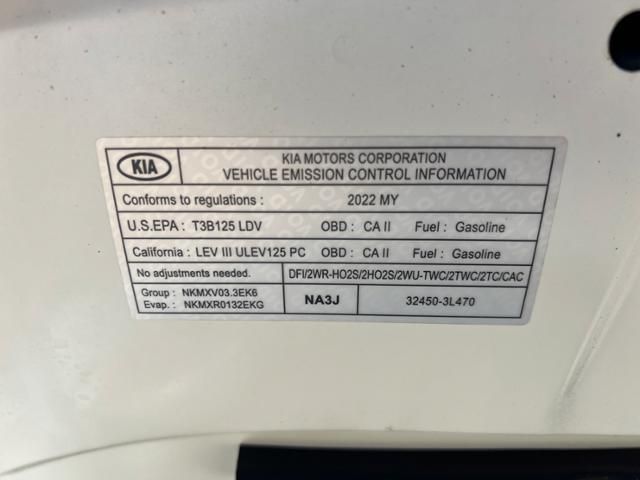 KIA
KIA MOTORS CORPORATION
VEHICLE EMISSION CONTROL INFORMATION
Conforms to regulations : 2022 MY
U.S.EPA : T3B125 LDV OBD : CA II Fuel : Gasoline
California : LEV III ULEV125 PC OBD : CA II Fuel : Gasoline
No adjustments needed. DFI/2WR-HO2S/2HO2S/2WU-TWC/2TWC/2TC/CAC
Group : NKMXV03.3EK6
Evap. : NKMXR0132EKG
NA3J
32450-3L470